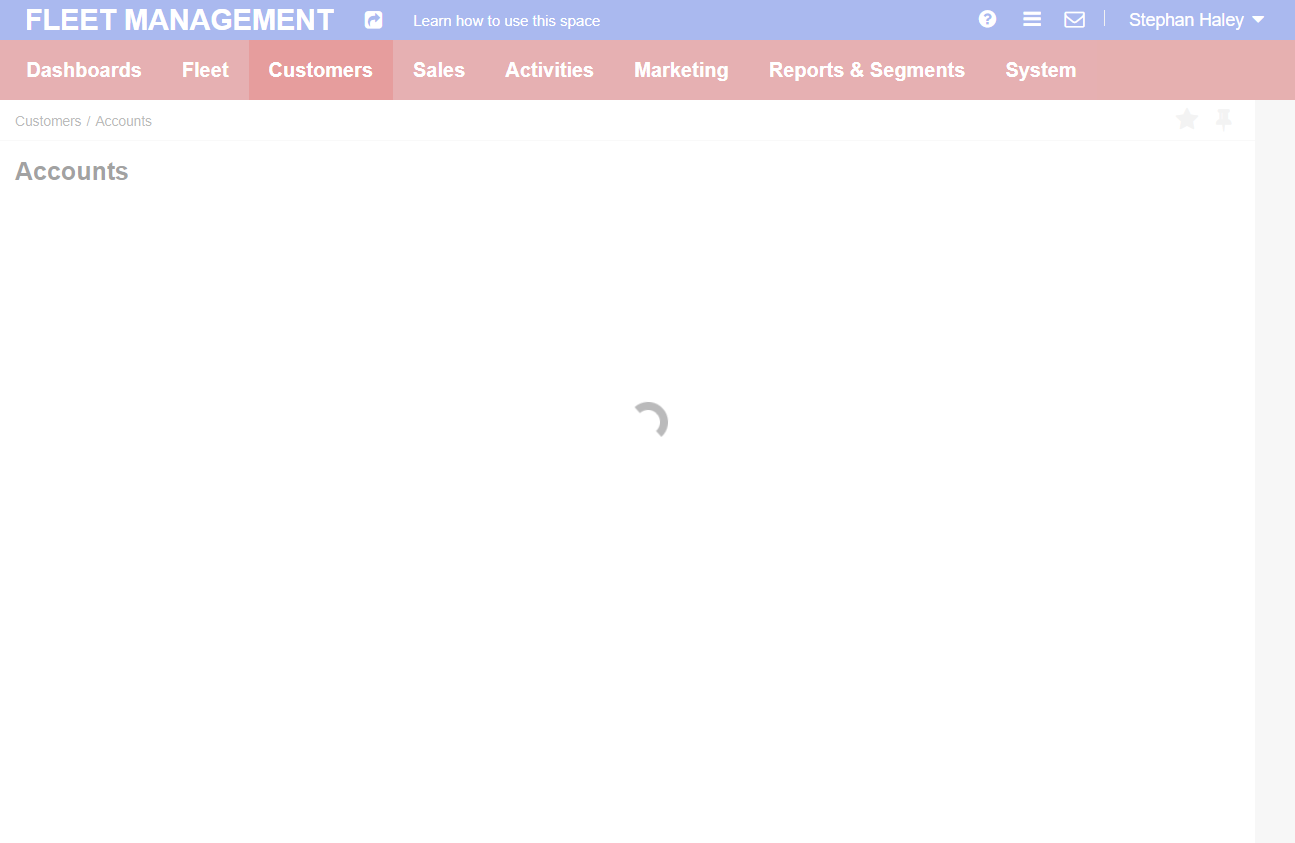 FLEET MANAGEMENT Learn how to use this space Stephan Haley
Dashboards Fleet Customers Sales Activities Marketing Reports & Segments System
Customers / Accounts
Accounts